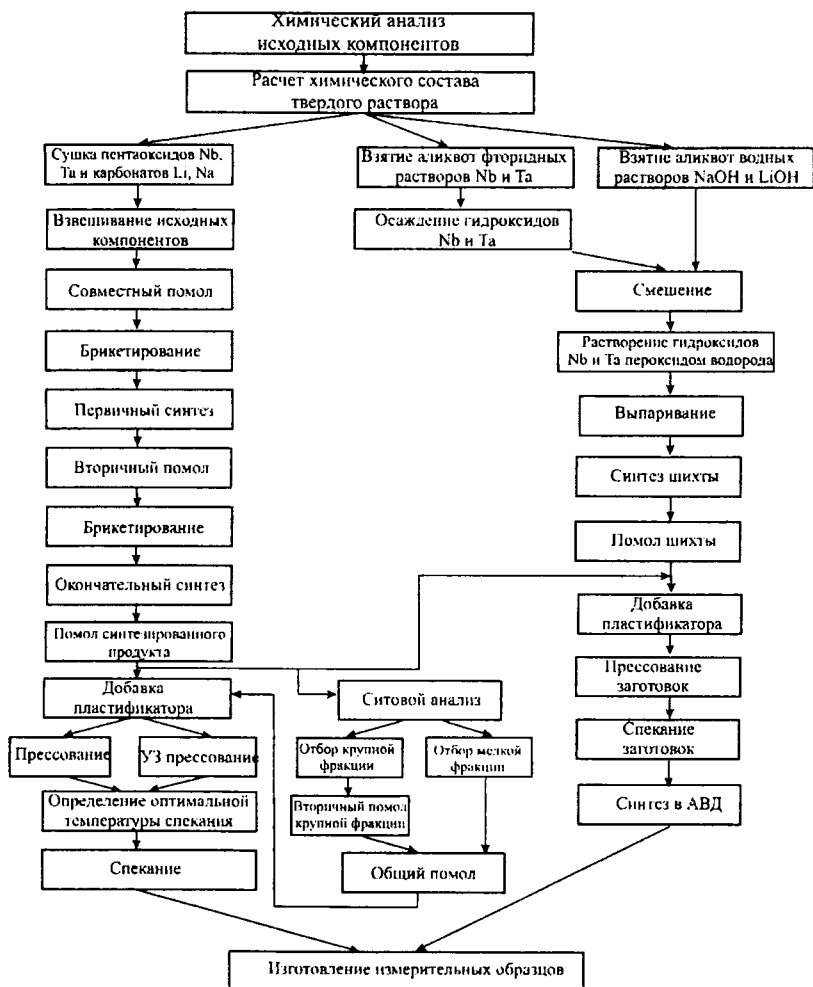 Химический анализ
исходных компонентов
Расчет химического состава
твердого раствора
Сушка пентаоксидов Nb,
Ta и карбонатов Li, Na
Взятие аликвот фторидных
растворов Nb и Ta
Взятие аликвот водных
растворов NaOH и LiOH
Взвешивание исходных
компонентов
Осаждение гидроксидов
Nb и Ta
Совместный помол
Смешение
Брикетирование
Растворение гидроксидов
Nb и Ta пероксидом водорода
Первичный синтез
Выпаривание
Вторичный помол
Синтез шихты
Брикетирование
Помол шихты
Окончательный синтез
Добавка
пластификатора
Помол синтезированного
продукта
Прессование
заготовок
Добавка
пластификатора
Ситовой анализ
Спекание
заготовок
Прессование
УЗ прессование
Отбор крупной
фракции
Отбор мелкой
фракции
Определение оптимальной
температуры спекания
Вторичный помол
крупной фракции
Синтез в АВД
Спекание
Общий помол
Изготовление измерительных образцов